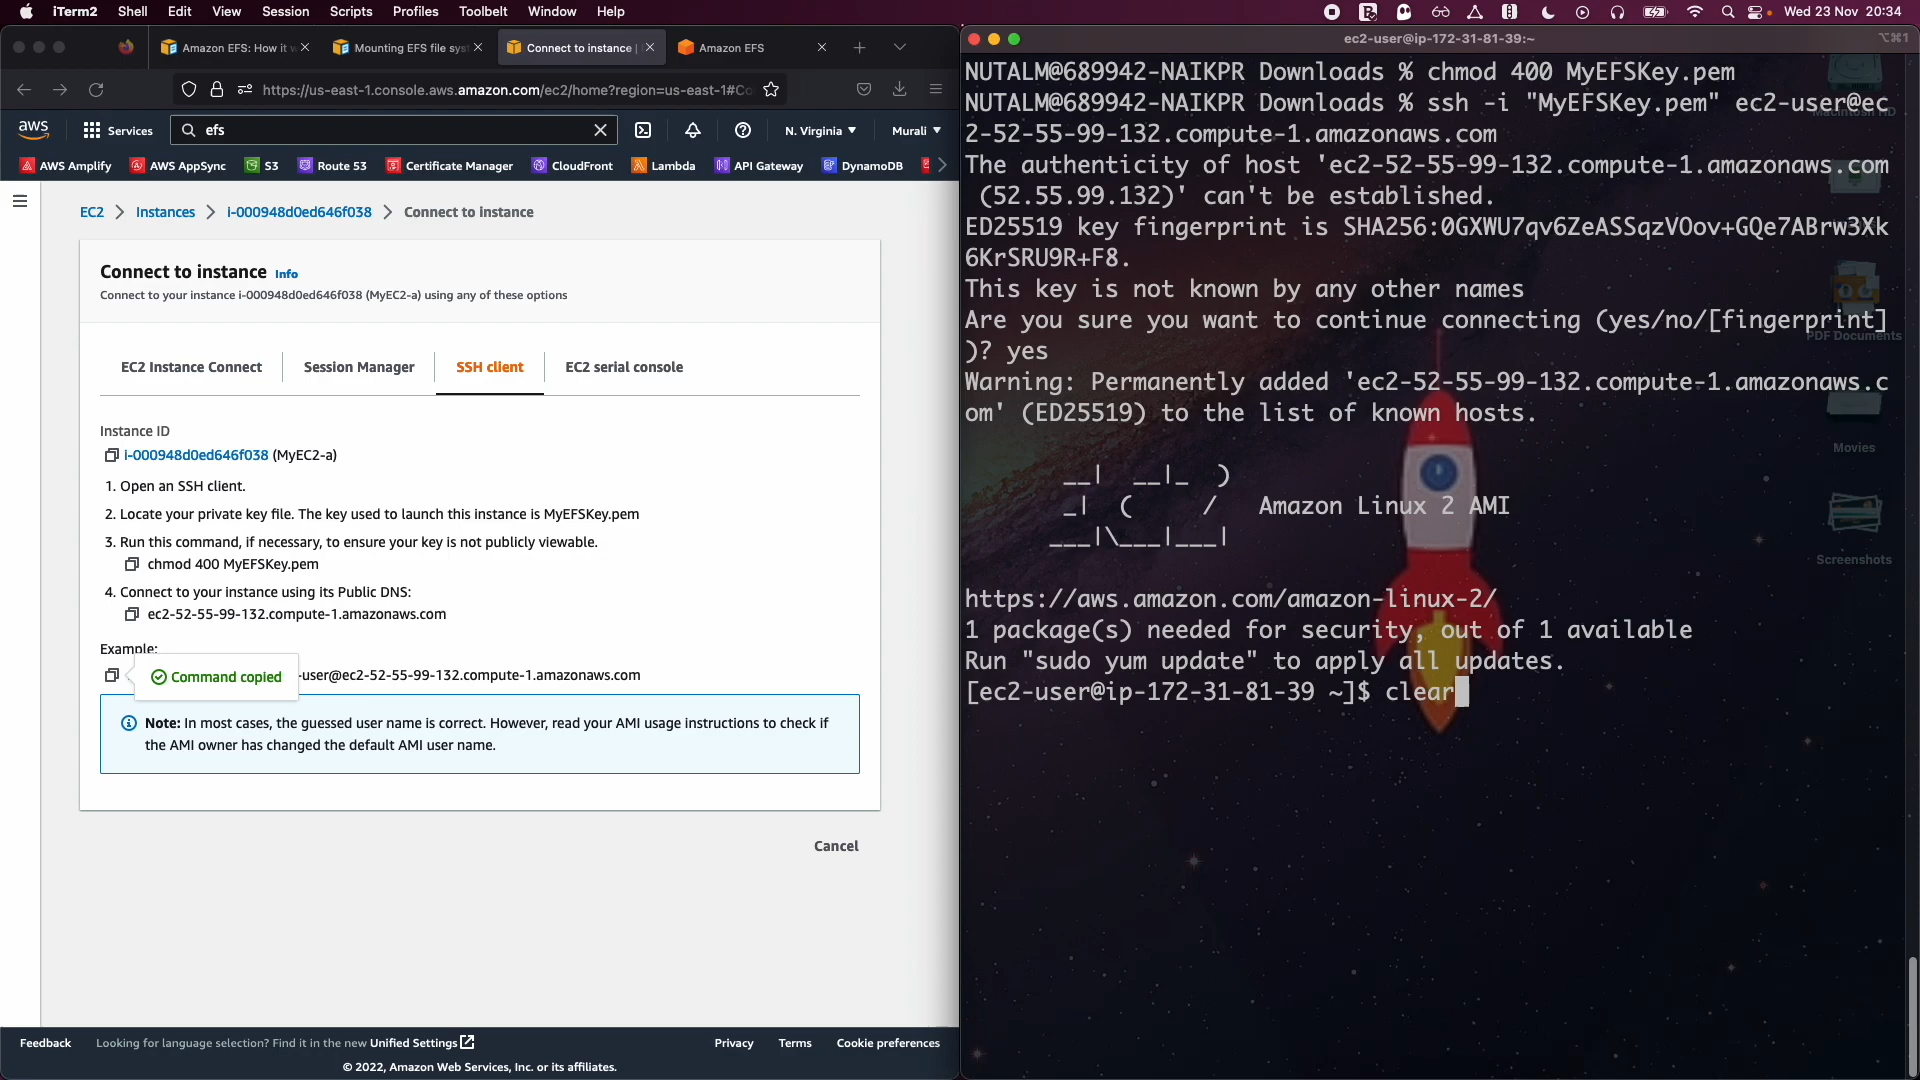 iTerm2 Shell Edit View Session Scripts Profiles Toolbelt Window Help
Wed 23 Nov 20:34
Amazon EFS: How it w
Mounting EFS file sys
Connect to instance |
Amazon EFS
https://us-east-1.console.aws.amazon.com/ec2/home?region=us-east-1#Co
aws
Services
efs
N. Virginia ▼
Murali ▼
AWS Amplify
AWS AppSync
S3
Route 53
Certificate Manager
CloudFront
Lambda
API Gateway
DynamoDB
EC2 > Instances > i-000948d0ed646f038 > Connect to instance
Connect to instance Info
Connect to your instance i-000948d0ed646f038 (MyEC2-a) using any of these options
EC2 Instance Connect
Session Manager
SSH client
EC2 serial console
Instance ID
i-000948d0ed646f038 (MyEC2-a)
1. Open an SSH client.
2. Locate your private key file. The key used to launch this instance is MyEFSKey.pem
3. Run this command, if necessary, to ensure your key is not publicly viewable.
chmod 400 MyEFSKey.pem
4. Connect to your instance using its Public DNS:
ec2-52-55-99-132.compute-1.amazonaws.com
Example:
Command copied
-user@ec2-52-55-99-132.compute-1.amazonaws.com
Note: In most cases, the guessed user name is correct. However, read your AMI usage instructions to check if
the AMI owner has changed the default AMI user name.
Cancel
Feedback
Looking for language selection? Find it in the new Unified Settings
Privacy
Terms
Cookie preferences
© 2022, Amazon Web Services, Inc. or its affiliates.
ec2-user@ip-172-31-81-39:~
⌥⌘1
NUTALM@689942-NAIKPR Downloads % chmod 400 MyEFSKey.pem
NUTALM@689942-NAIKPR Downloads % ssh -i "MyEFSKey.pem" ec2-user@ec
2-52-55-99-132.compute-1.amazonaws.com
The authenticity of host 'ec2-52-55-99-132.compute-1.amazonaws.com
(52.55.99.132)' can't be established.
ED25519 key fingerprint is SHA256:0GXWU7qv6ZeASSqzVOov+GQe7ABrw3Xk
6KrSRU9R+F8.
This key is not known by any other names
Are you sure you want to continue connecting (yes/no/[fingerprint]
)? yes
Warning: Permanently added 'ec2-52-55-99-132.compute-1.amazonaws.c
om' (ED25519) to the list of known hosts.
__|  __|_  )
_|  (     /   Amazon Linux 2 AMI
___|\___|___|
https://aws.amazon.com/amazon-linux-2/
1 package(s) needed for security, out of 1 available
Run "sudo yum update" to apply all updates.
[ec2-user@ip-172-31-81-39 ~]$ clear
Macintosh HD
PDF Documents
Movies
Screenshots